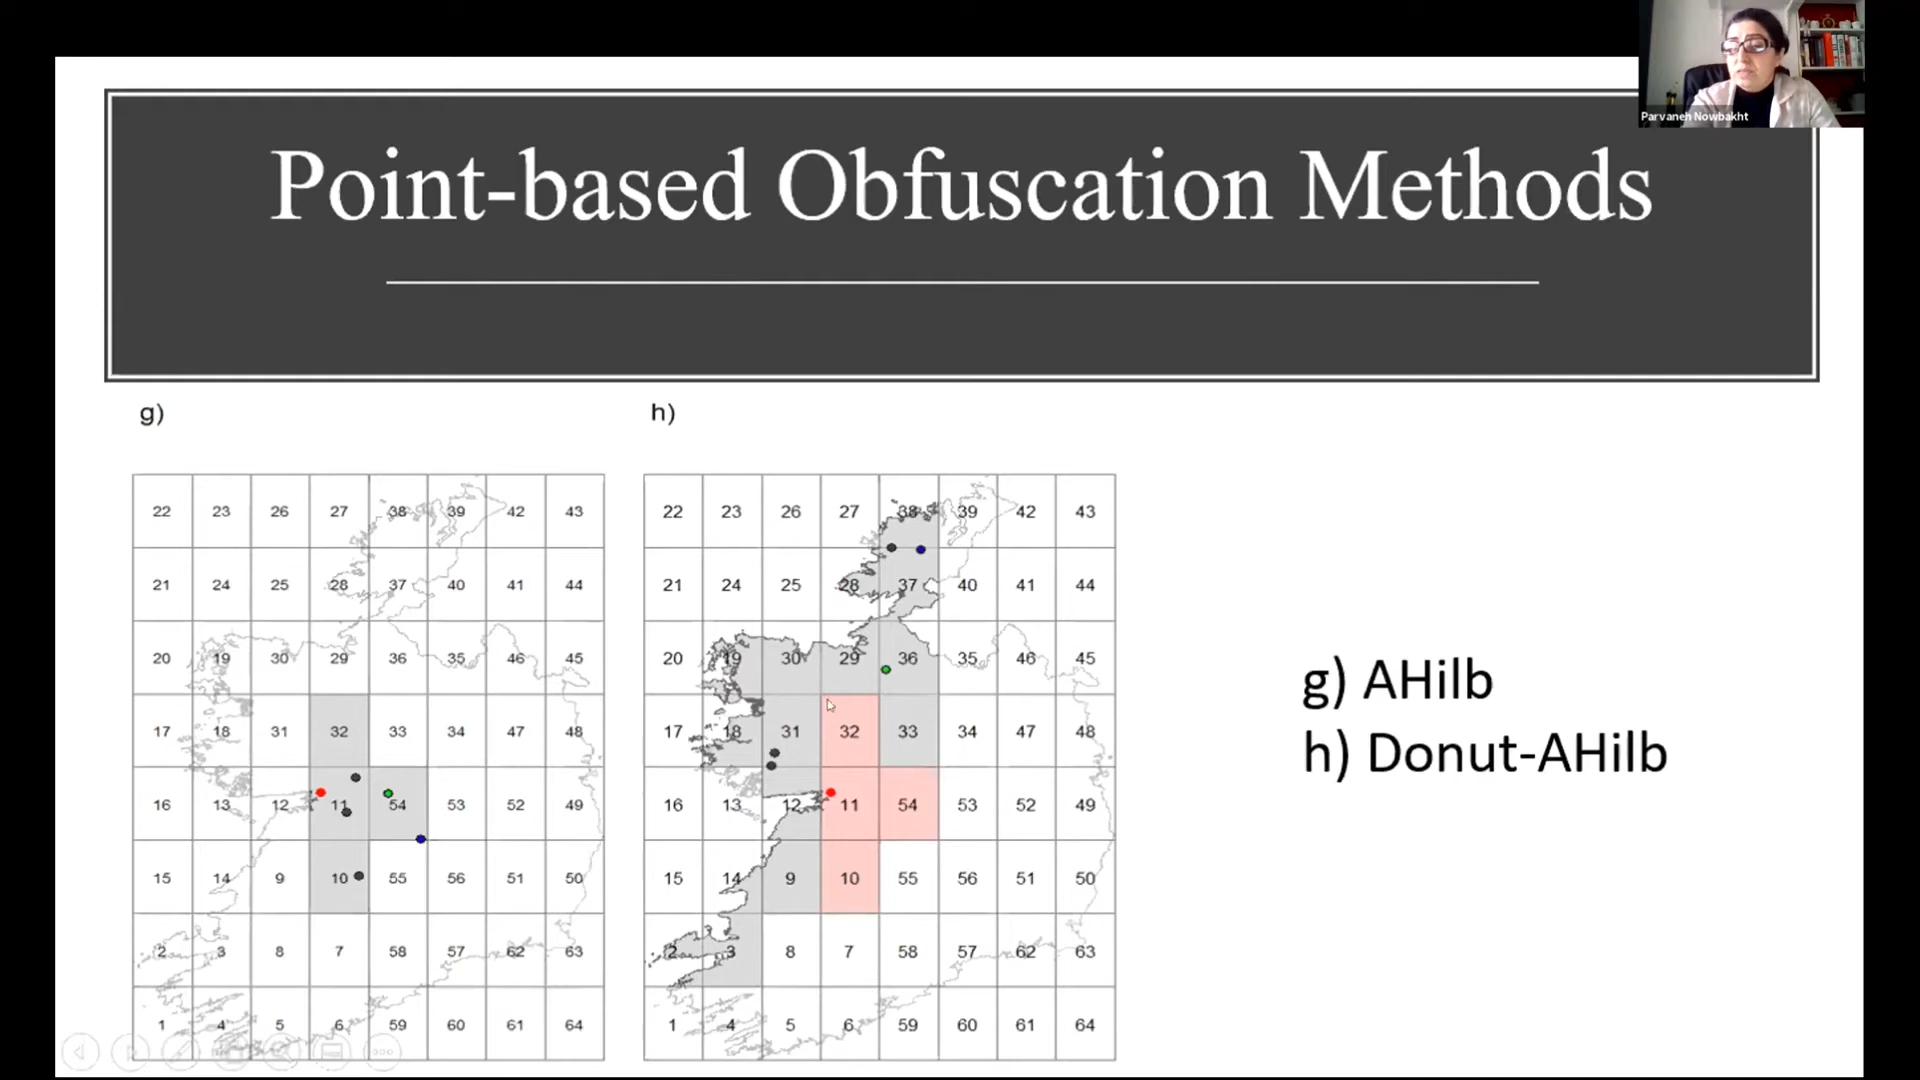 Parvaneh Nowbakht
Point-based Obfuscation Methods
g)
22 23 26 27 38 39 42 43
21 24 25 28 37 40 41 44
20 19 30 29 36 35 46 45
17 18 31 32 33 34 47 48
16 13 12 11 54 53 52 49
15 14 9 10 55 56 51 50
2 3 8 7 58 57 62 63
1 4 5 6 59 60 61 64
h)
22 23 26 27 38 39 42 43
21 24 25 28 37 40 41 44
20 19 30 29 36 35 46 45
17 18 31 32 33 34 47 48
16 13 12 11 54 53 52 49
15 14 9 10 55 56 51 50
2 3 8 7 58 57 62 63
1 4 5 6 59 60 61 64
g) AHilb
h) Donut-AHilb